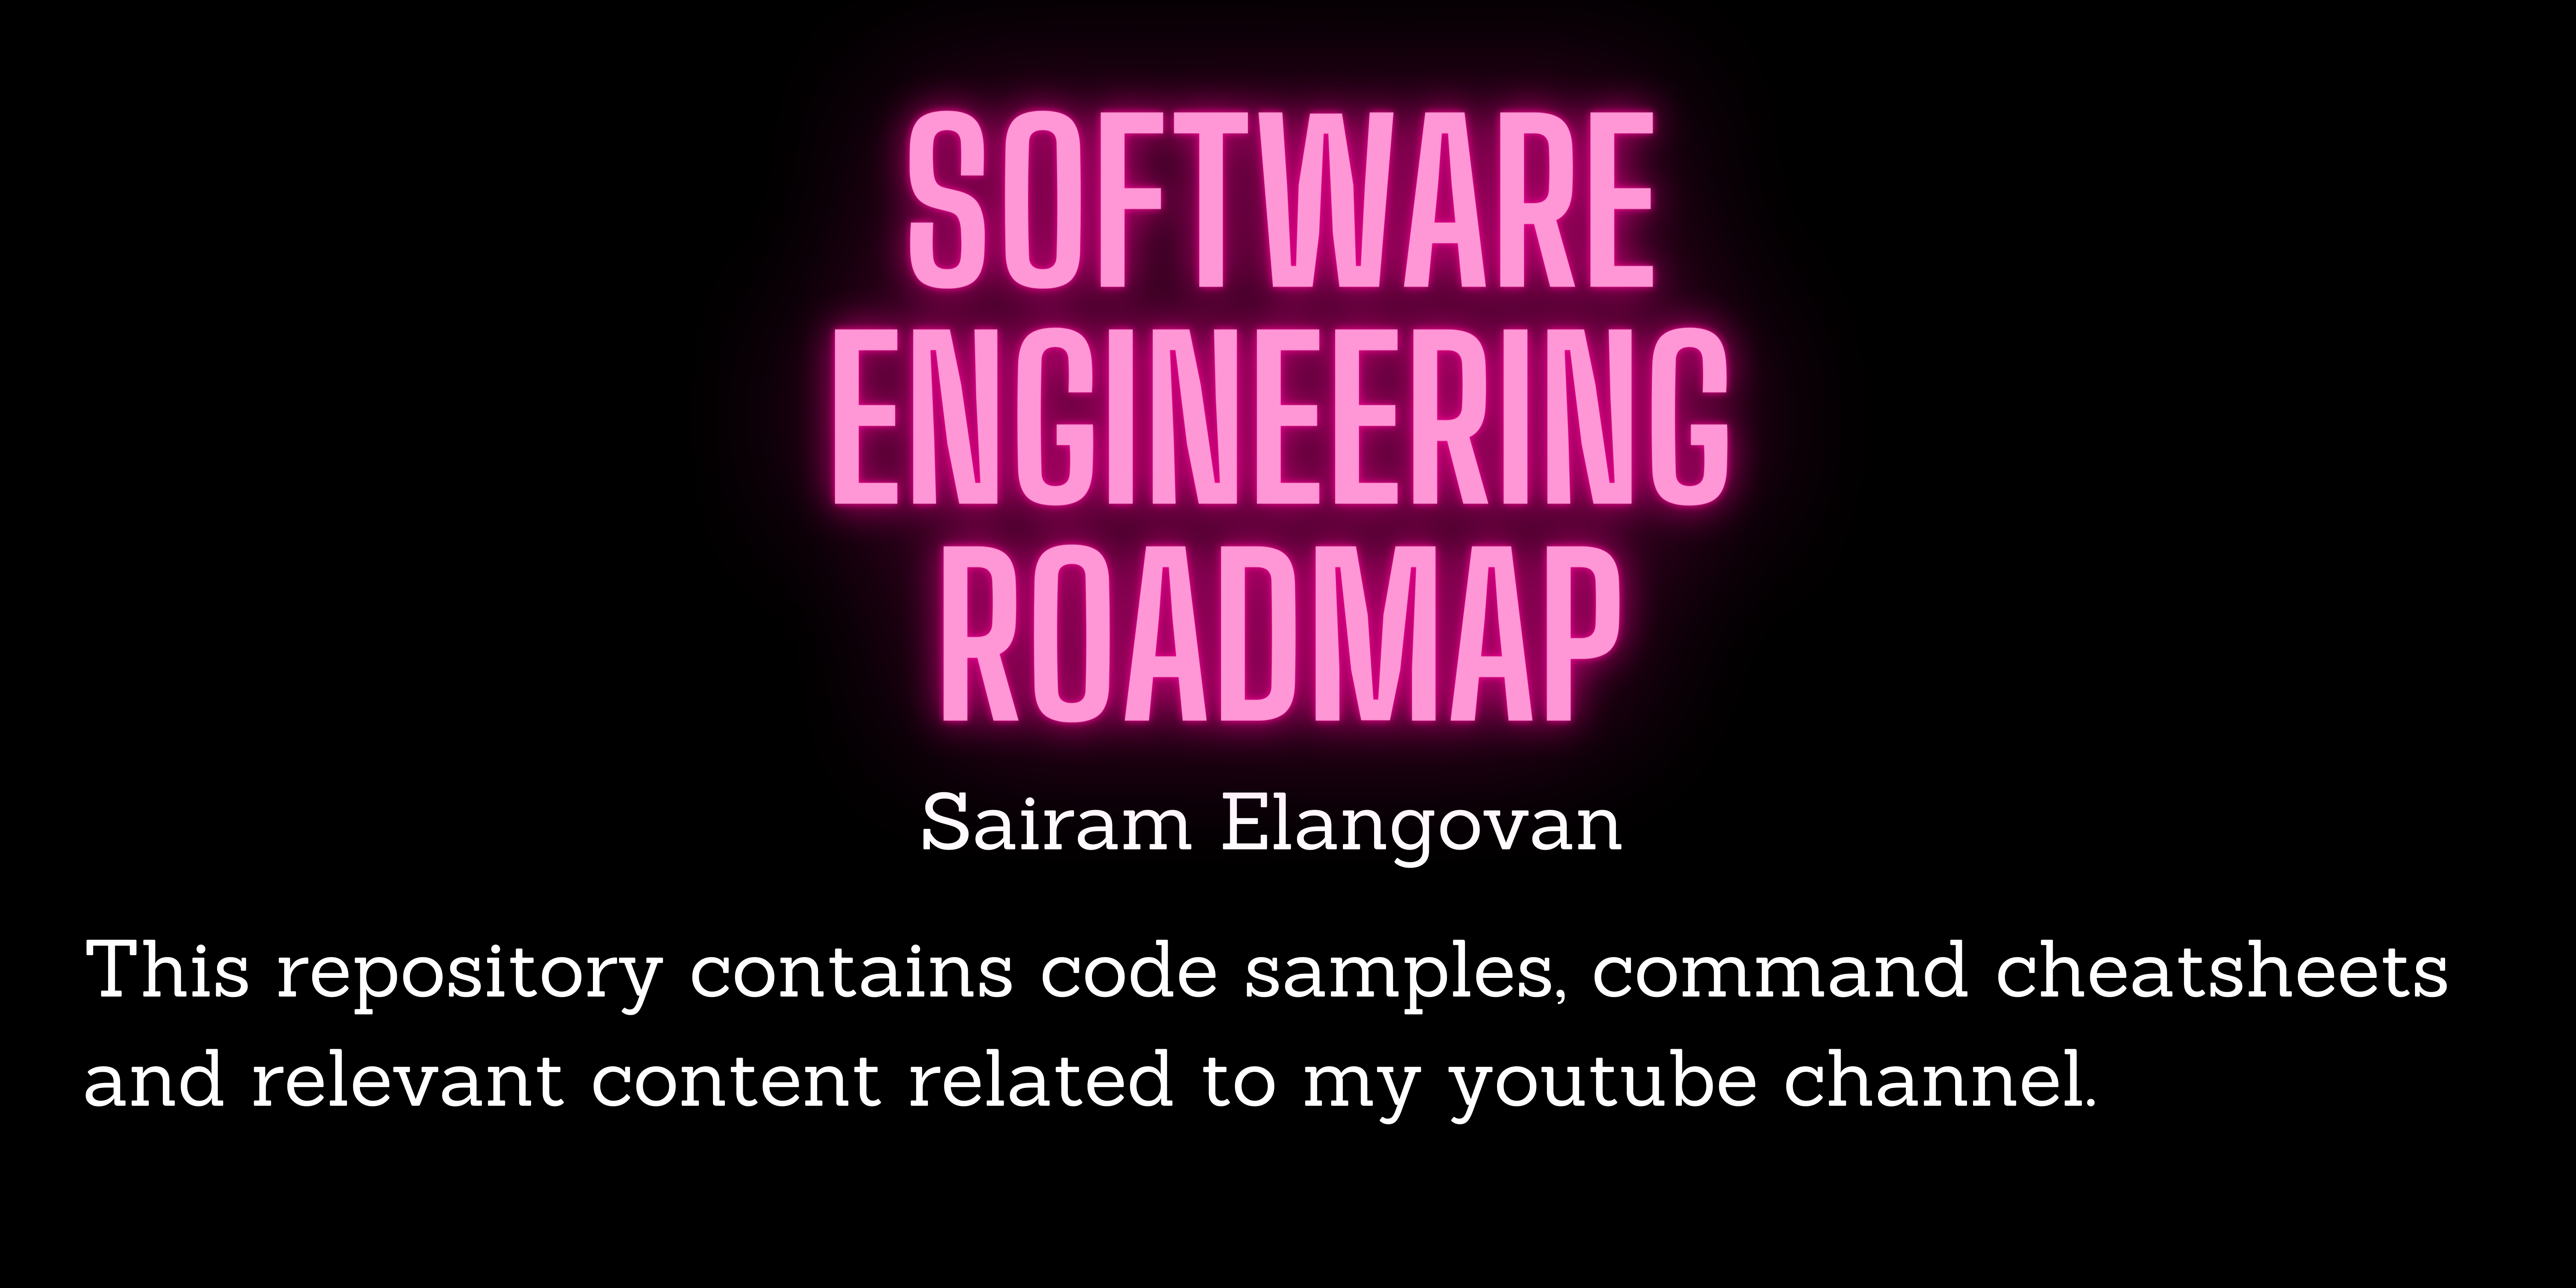 SOFTWARE
ENGINEERING
ROADMAP
Sairam Elangovan
This repository contains code samples, command cheatsheets
and relevant content related to my youtube channel.